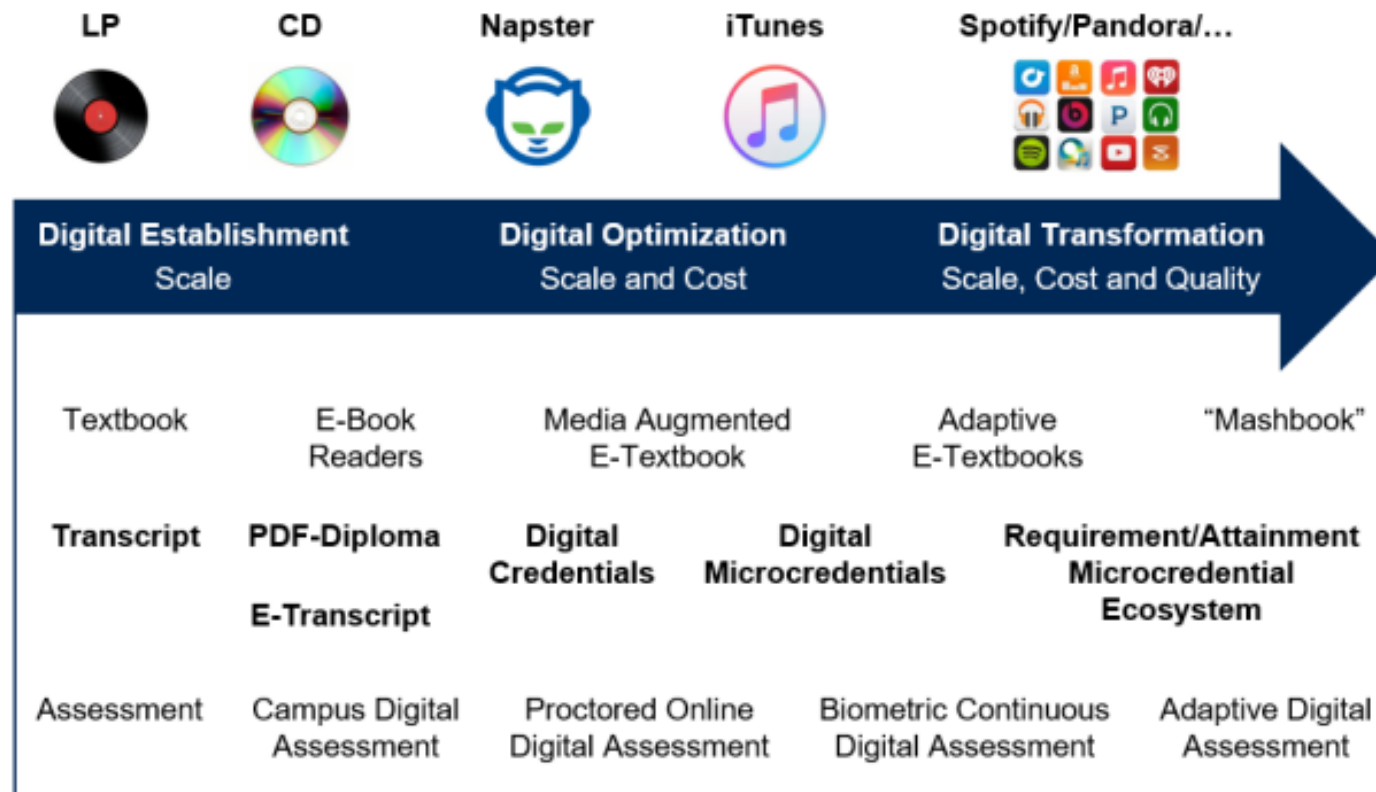 LP CD Napster iTunes Spotify/Pandora/…
Digital Establishment Digital Optimization Digital Transformation
Scale Scale and Cost Scale, Cost and Quality
Textbook E-Book Media Augmented Adaptive “Mashbook”
Readers E-Textbook E-Textbooks
Transcript PDF-Diploma Digital Digital Requirement/Attainment
Credentials Microcredentials Microcredential
E-Transcript Ecosystem
Assessment Campus Digital Proctored Online Biometric Continuous Adaptive Digital
Assessment Digital Assessment Digital Assessment Assessment